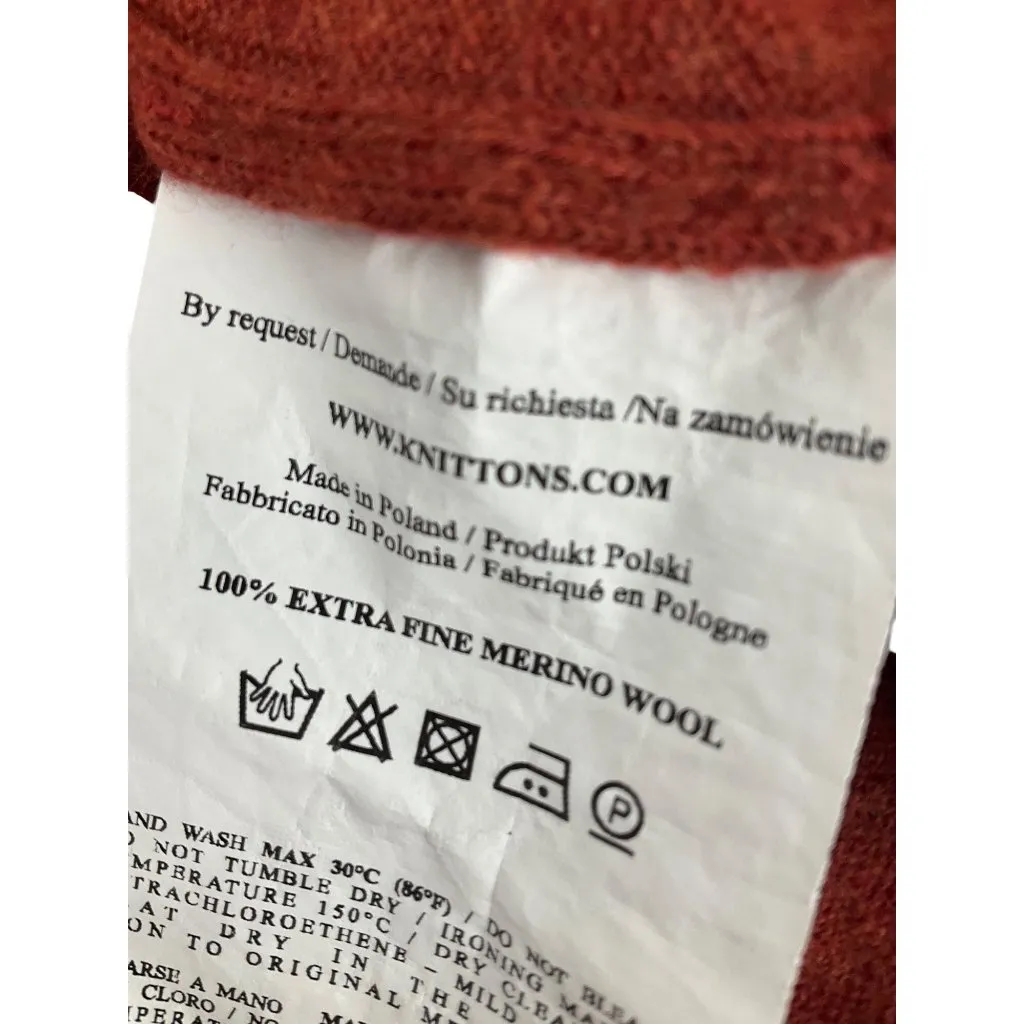 By request / Demande / Su richiesta /Na zamówienie
WWW.KNITTONS.COM
Made in Poland / Produkt Polski
Fabbricato in Polonia / Fabriqué en Pologne
100% EXTRA FINE MERINO WOOL
P
AND WASH MAX 30°C (86°F) / DO NOT BLEA
O NOT TUMBLE DRY / IRONING MA
MPERATURE 150°C / DRY CLEA
TRACHLOROETHENE – MILD
AT DRY IN THE
ON TO ORIGINAL
ARSE A MANO
CLORO / NO
MPERAT